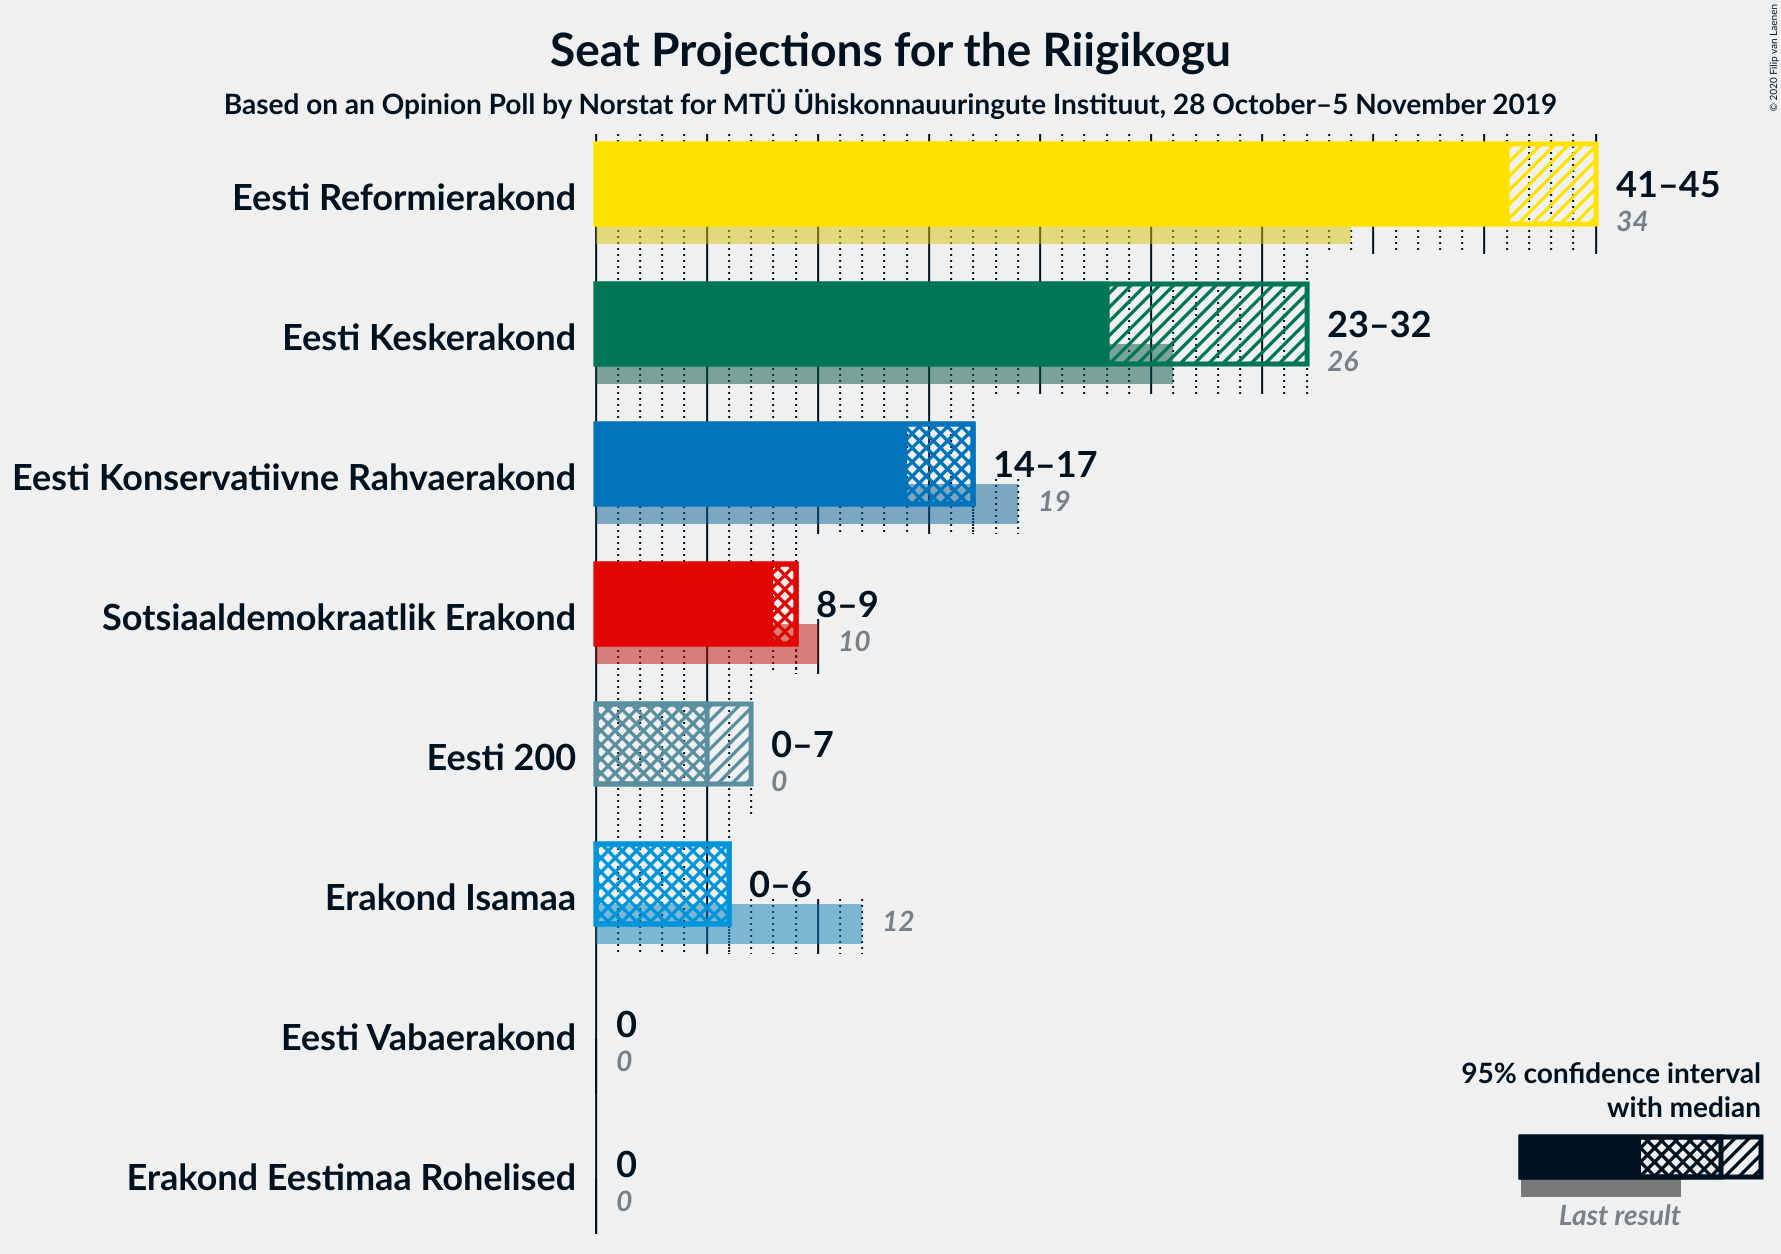 Seat Projections for the Riigikogu
Based on an Opinion Poll by Norstat for MTÜ Ühiskonnauuringute Instituut, 28 October–5 November 2019
© 2020 Filip van Laenen
Eesti Reformierakond
41–45
34
Eesti Keskerakond
23–32
26
Eesti Konservatiivne Rahvaerakond
14–17
19
Sotsiaaldemokraatlik Erakond
8–9
10
Eesti 200
0–7
0
Erakond Isamaa
0–6
12
Eesti Vabaerakond
0
0
Erakond Eestimaa Rohelised
0
0
95% confidence interval
with median
Last result